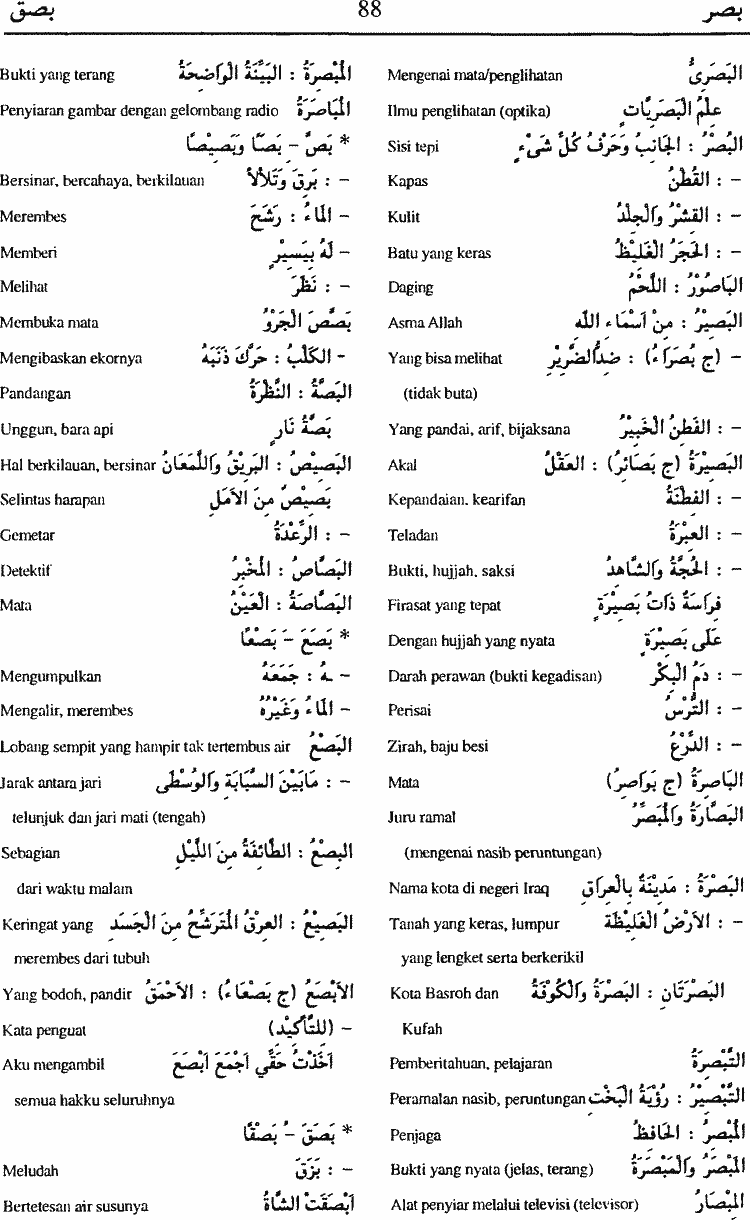 بصر 88 بصق
البَصَرِىُّ Mengenai mata/penglihatan
عِلْمُ البَصَرِيَّاتِ Ilmu penglihatan (optika)
البُصْرُ : الجَانِبُ وَحَرْفُ كُلِّ شَىْءٍ Sisi tepi
– : القُطْنُ Kapas
– : القِشْرُ وَالجِلْدُ Kulit
– : الحَجَرُ الغَلِيْظُ Batu yang keras
البَاصُوْرُ : اللَّحْمُ Daging
البَصِيْرُ : مِنْ اَسْمَاءِ اللّٰه Asma Allah
– (ج بُصَرَاءُ) : ضِدُّ الضَّرِيْرِ Yang bisa melihat
(tidak buta)
– : الفَطِنُ الخَبِيْرُ Yang pandai, arif, bijaksana
البَصِيْرَةُ (ج بَصَائِرُ) : العَقْلُ Akal
– : الفِطْنَةُ Kepandaian, kearifan
– : العِبْرَةُ Teladan
– : الحُجَّةُ وَالشَّاهِدُ Bukti, hujjah, saksi
فِرَاسَةٌ ذَاتُ بَصِيْرَةٍ Firasat yang tepat
عَلَى بَصِيْرَةٍ Dengan hujjah yang nyata
– : دَمُ البِكْرِ Darah perawan (bukti kegadisan)
– : التُّرْسُ Perisai
– : الدِّرْعُ Zirah, baju besi
البَاصِرَةُ (ج بَوَاصِرُ) Mata
البَصَّارَةُ وَالمُبَصِّرُ Juru ramal
(mengenai nasib peruntungan)
البَصْرَةُ : مَدِيْنَةٌ بِالْعِرَاقِ Nama kota di negeri Iraq
– : الاَرْضُ الغَلِيْظَةُ Tanah yang keras, lumpur
yang lengket serta berkerikil
البَصْرَتَانِ : البَصْرَةُ وَالْكُوْفَةُ Kota Basroh dan
Kufah
التَّبْصِرَةُ Pemberitahuan, pelajaran
التَّبْصِيْرُ : رُؤْيَةُ البَخْتِ Peramalan nasib, peruntungan
المُبْصِرُ : الحَافِظُ Penjaga
المُبْصِرُ وَالمُبْصِرَةُ Bukti yang nyata (jelas, terang)
المِبْصَارُ Alat penyiar melalui televisi (televisor)
المُبْصِرَةُ : البَيِّنَةُ الْوَاضِحَةُ Bukti yang terang
المُبَاصَرَةُ Penyiaran gambar dengan gelombang radio
* بَصَّ – بَصًّا وَبَصِيْصًا
– : بَرَقَ وَتَلَأْلَأَ Bersinar, bercahaya, berkilauan
– المَاءُ : رَشَحَ Merembes
– لَهُ بِيَسِيْرٍ Memberi
– : نَظَرَ Melihat
بَصَّصَ الْجَرْوُ Membuka mata
– الكَلْبُ : حَرَّكَ ذَنَبَهُ Mengibaskan ekornya
البَصَّةُ : النَّظْرَةُ Pandangan
بَصَّةُ نَارٍ Unggun, bara api
البَصِيْصُ : البَرِيْقُ وَاللَّمَعَانُ Hal berkilauan, bersinar
بَصِيْصٌ مِنَ الاَمَلِ Selintas harapan
– : الرِّعْدَةُ Gemetar
البَصَّاصُ : المُخْبِرُ Detektif
البَصَّاصَةُ : العَيْنُ Mata
* بَصَعَ – بَصْعًا
– ـهُ : جَمَعَهُ Mengumpulkan
– المَاءُ وَغَيْرُهُ Mengalir, merembes
البَصْعُ Lobang sempit yang hampir tak tertembus air
– : مَابَيْنَ السَّبَّابَةِ وَالوُسْطَى Jarak antara jari
telunjuk dan jari mati (tengah)
البِصْعُ : الطَّائِفَةُ مِنَ اللَّيْلِ Sebagian
dari waktu malam
البَصِيْعُ : العَرَقُ الْمُتَرَشِّحُ مِنَ الْجَسَدِ Keringat yang
merembes dari tubuh
الاَبْصَعُ (ج بَصْعَاءُ) : الاَحْمَقُ Yang bodoh, pandir
– (لِلتَّأْكِيْدِ) Kata penguat
اَخَذْتُ حَقِّي اَجْمَعَ اَبْصَعَ Aku mengambil
semua hakku seluruhnya
* بَصَقَ – بَصْقًا
– : بَزَقَ Meludah
اَبْصَقَتْ الشَّاةُ Bertetesan air susunya